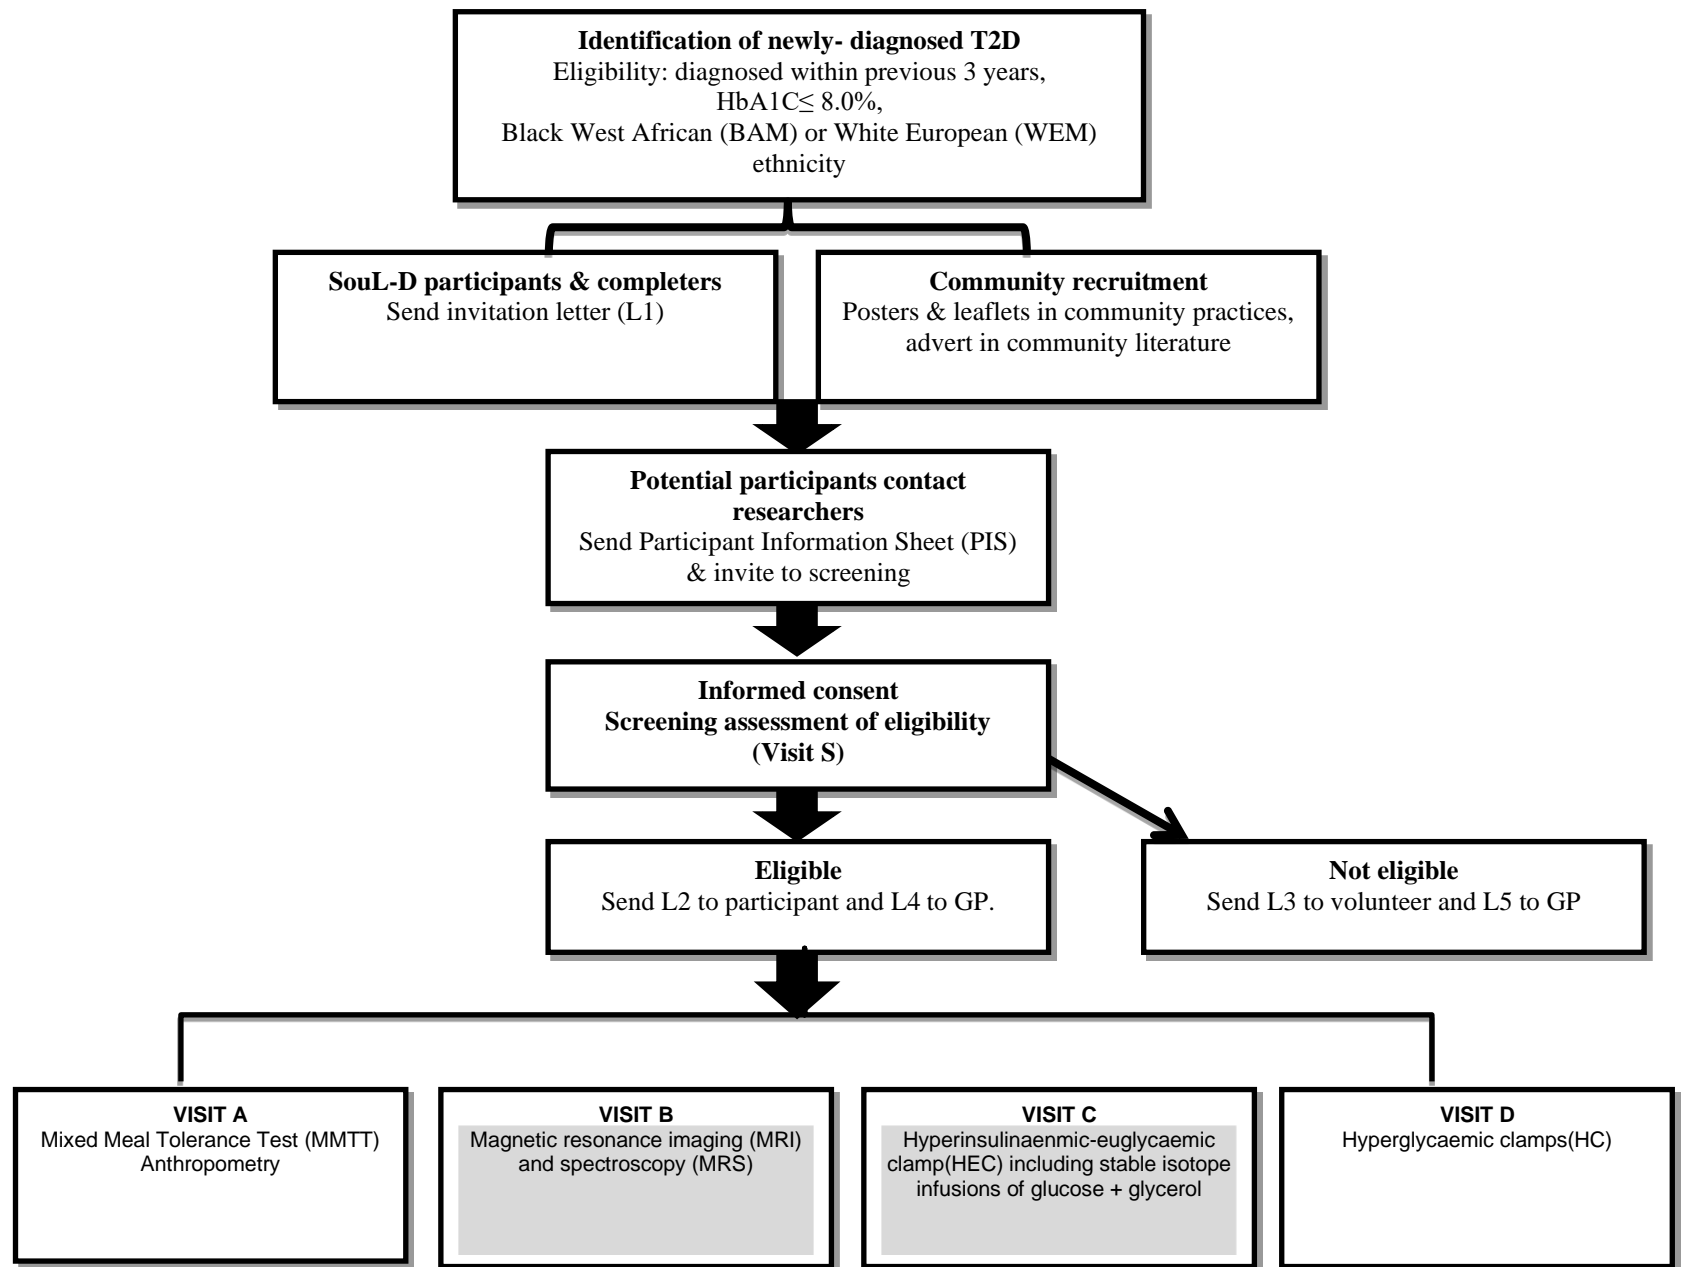 Identification of newly- diagnosed T2D
Eligibility: diagnosed within previous 3 years,
HbA1C≤ 8.0%,
Black West African (BAM) or White European (WEM)
ethnicity
SouL-D participants & completers
Send invitation letter (L1)
Community recruitment
Posters & leaflets in community practices,
advert in community literature
Potential participants contact
researchers
Send Participant Information Sheet (PIS)
& invite to screening
Informed consent
Screening assessment of eligibility
(Visit S)
Eligible
Send L2 to participant and L4 to GP.
Not eligible
Send L3 to volunteer and L5 to GP
VISIT A
Mixed Meal Tolerance Test (MMTT)
Anthropometry
VISIT B
Magnetic resonance imaging (MRI)
and spectroscopy (MRS)
VISIT C
Hyperinsulinaenmic-euglycaemic
clamp(HEC) including stable isotope
infusions of glucose + glycerol
VISIT D
Hyperglycaemic clamps(HC)